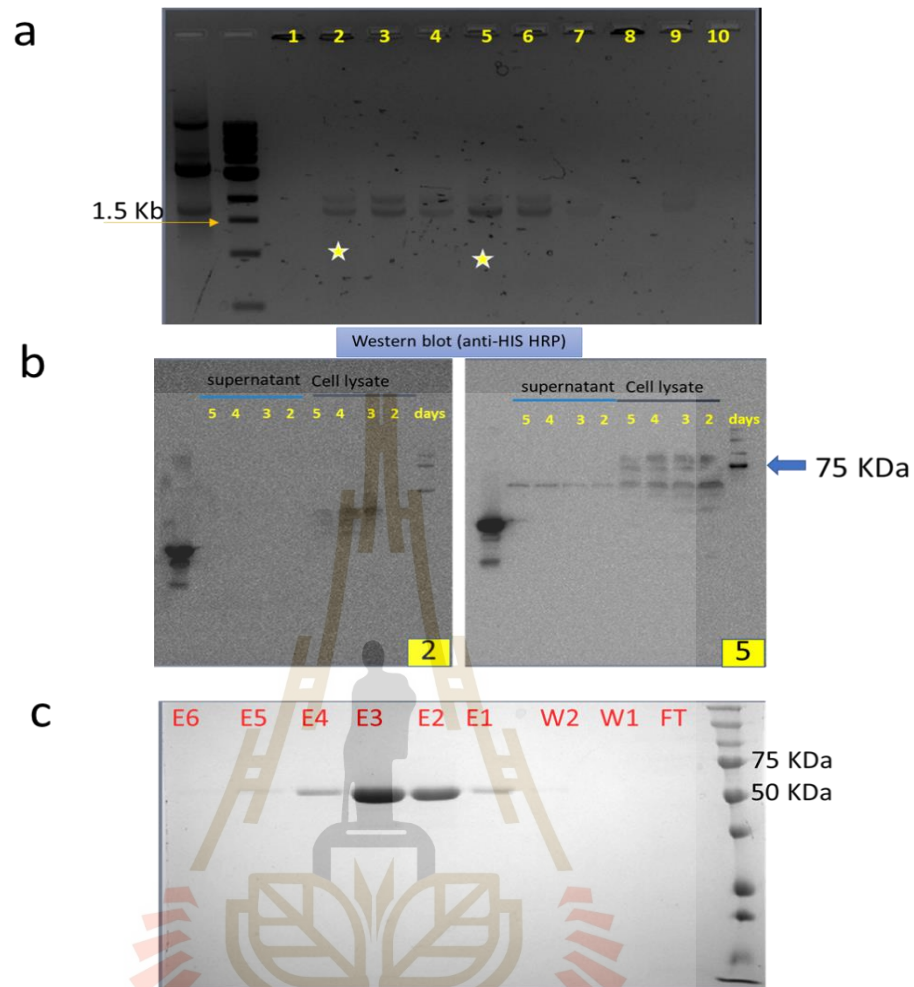 a
1 2 3 4 5 6 7 8 9 10
1.5 Kb
Western blot (anti-HIS HRP)
b
supernatant Cell lysate
5 4 3 2 5 4 3 2 days
2
supernatant Cell lysate
5 4 3 2 5 4 3 2 days
75 KDa
5
c
E6 E5 E4 E3 E2 E1 W2 W1 FT
75 KDa
50 KDa